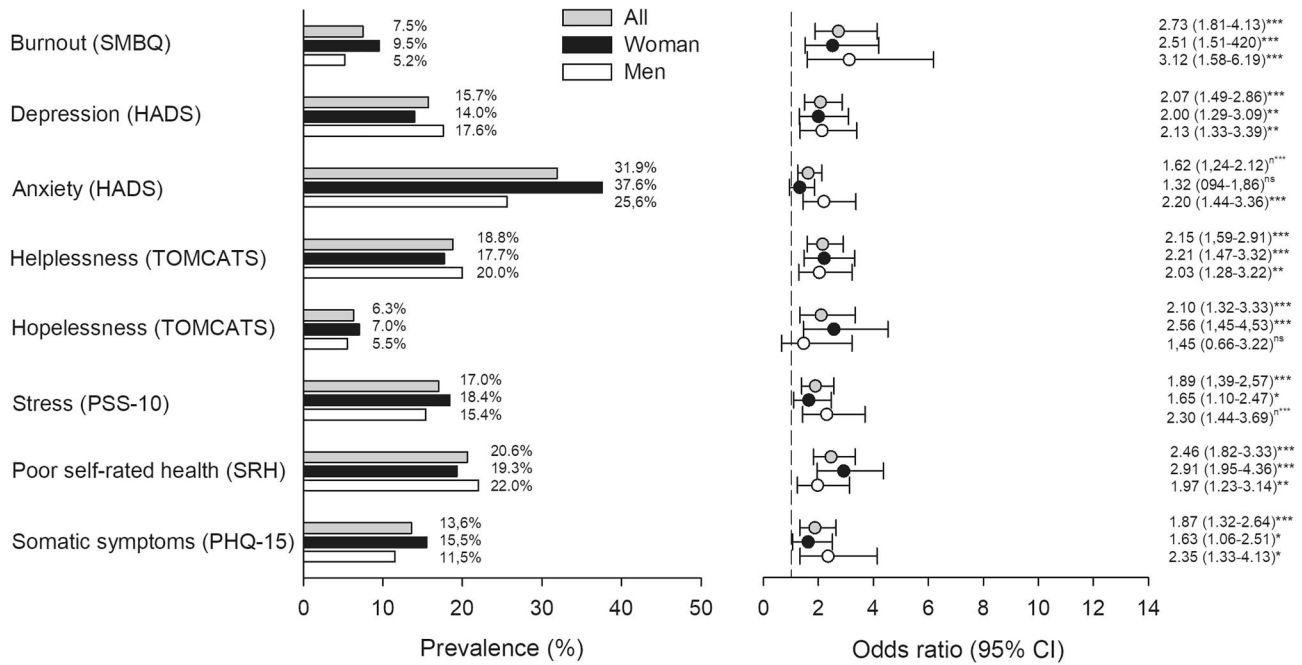 All
Woman
Men
Burnout (SMBQ)
7.5%
9.5%
5.2%
2.73 (1.81-4.13)***
2.51 (1.51-420)***
3.12 (1.58-6.19)***
Depression (HADS)
15.7%
14.0%
17.6%
2.07 (1.49-2.86)***
2.00 (1.29-3.09)**
2.13 (1.33-3.39)**
Anxiety (HADS)
31.9%
37.6%
25,6%
1.62 (1,24-2.12)n***
1.32 (094-1,86)ns
2.20 (1.44-3.36)***
Helplessness (TOMCATS)
18.8%
17.7%
20.0%
2.15 (1,59-2.91)***
2.21 (1.47-3.32)***
2.03 (1.28-3.22)**
Hopelessness (TOMCATS)
6.3%
7.0%
5.5%
2.10 (1.32-3.33)***
2.56 (1,45-4,53)***
1,45 (0.66-3.22)ns
Stress (PSS-10)
17.0%
18.4%
15.4%
1.89 (1,39-2,57)***
1.65 (1.10-2.47)*
2.30 (1.44-3.69)n***
Poor self-rated health (SRH)
20.6%
19.3%
22.0%
2.46 (1.82-3.33)***
2.91 (1.95-4.36)***
1.97 (1.23-3.14)**
Somatic symptoms (PHQ-15)
13,6%
15,5%
11,5%
1.87 (1.32-2.64)***
1.63 (1.06-2.51)*
2.35 (1.33-4.13)*
0 10 20 30 40 50
Prevalence (%)
0 2 4 6 8 10 12 14
Odds ratio (95% CI)